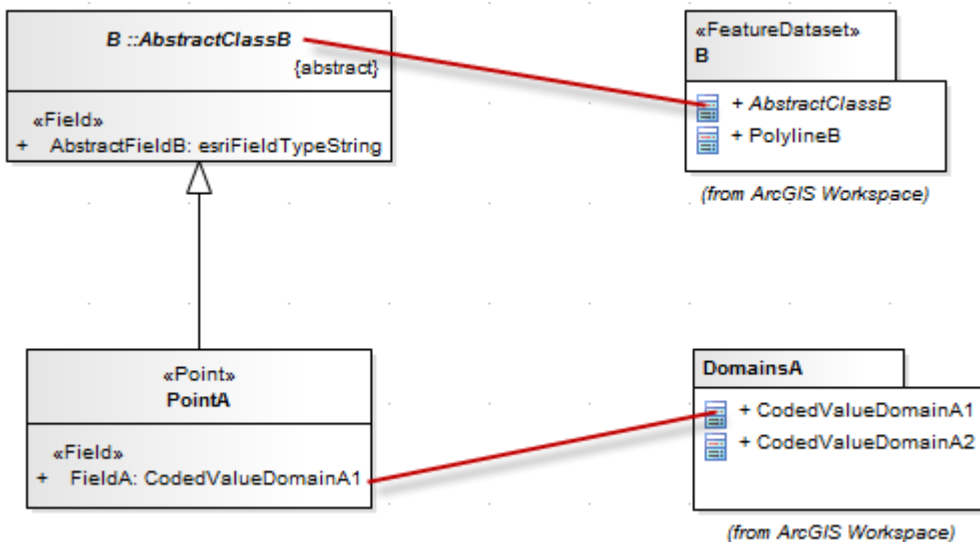 B ::AbstractClassB
{abstract}
«Field»
+ AbstractFieldB: esriFieldTypeString
«FeatureDataset»
B
+ AbstractClassB
+ PolylineB
(from ArcGIS Workspace)
«Point»
PointA
«Field»
+ FieldA: CodedValueDomainA1
DomainsA
+ CodedValueDomainA1
+ CodedValueDomainA2
(from ArcGIS Workspace)